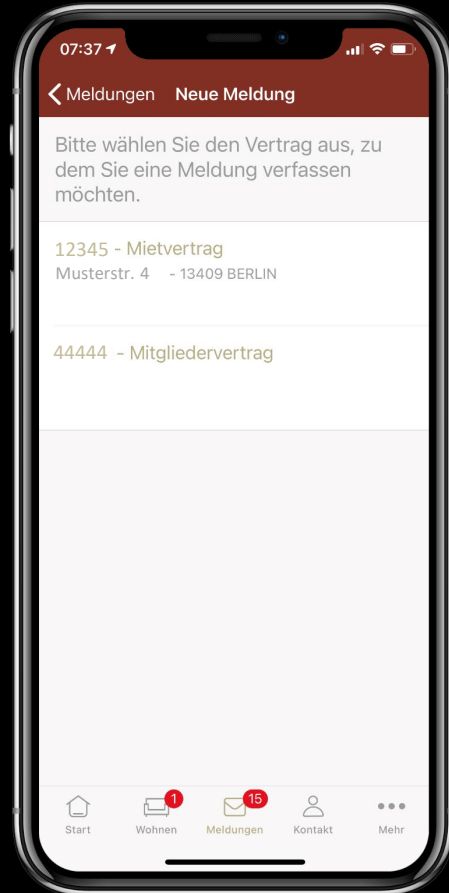 07:37
Meldungen Neue Meldung
Bitte wählen Sie den Vertrag aus, zu
dem Sie eine Meldung verfassen
möchten.
12345 - Mietvertrag
Musterstr. 4 - 13409 BERLIN
44444 - Mitgliedervertrag
1 15
Start Wohnen Meldungen Kontakt Mehr